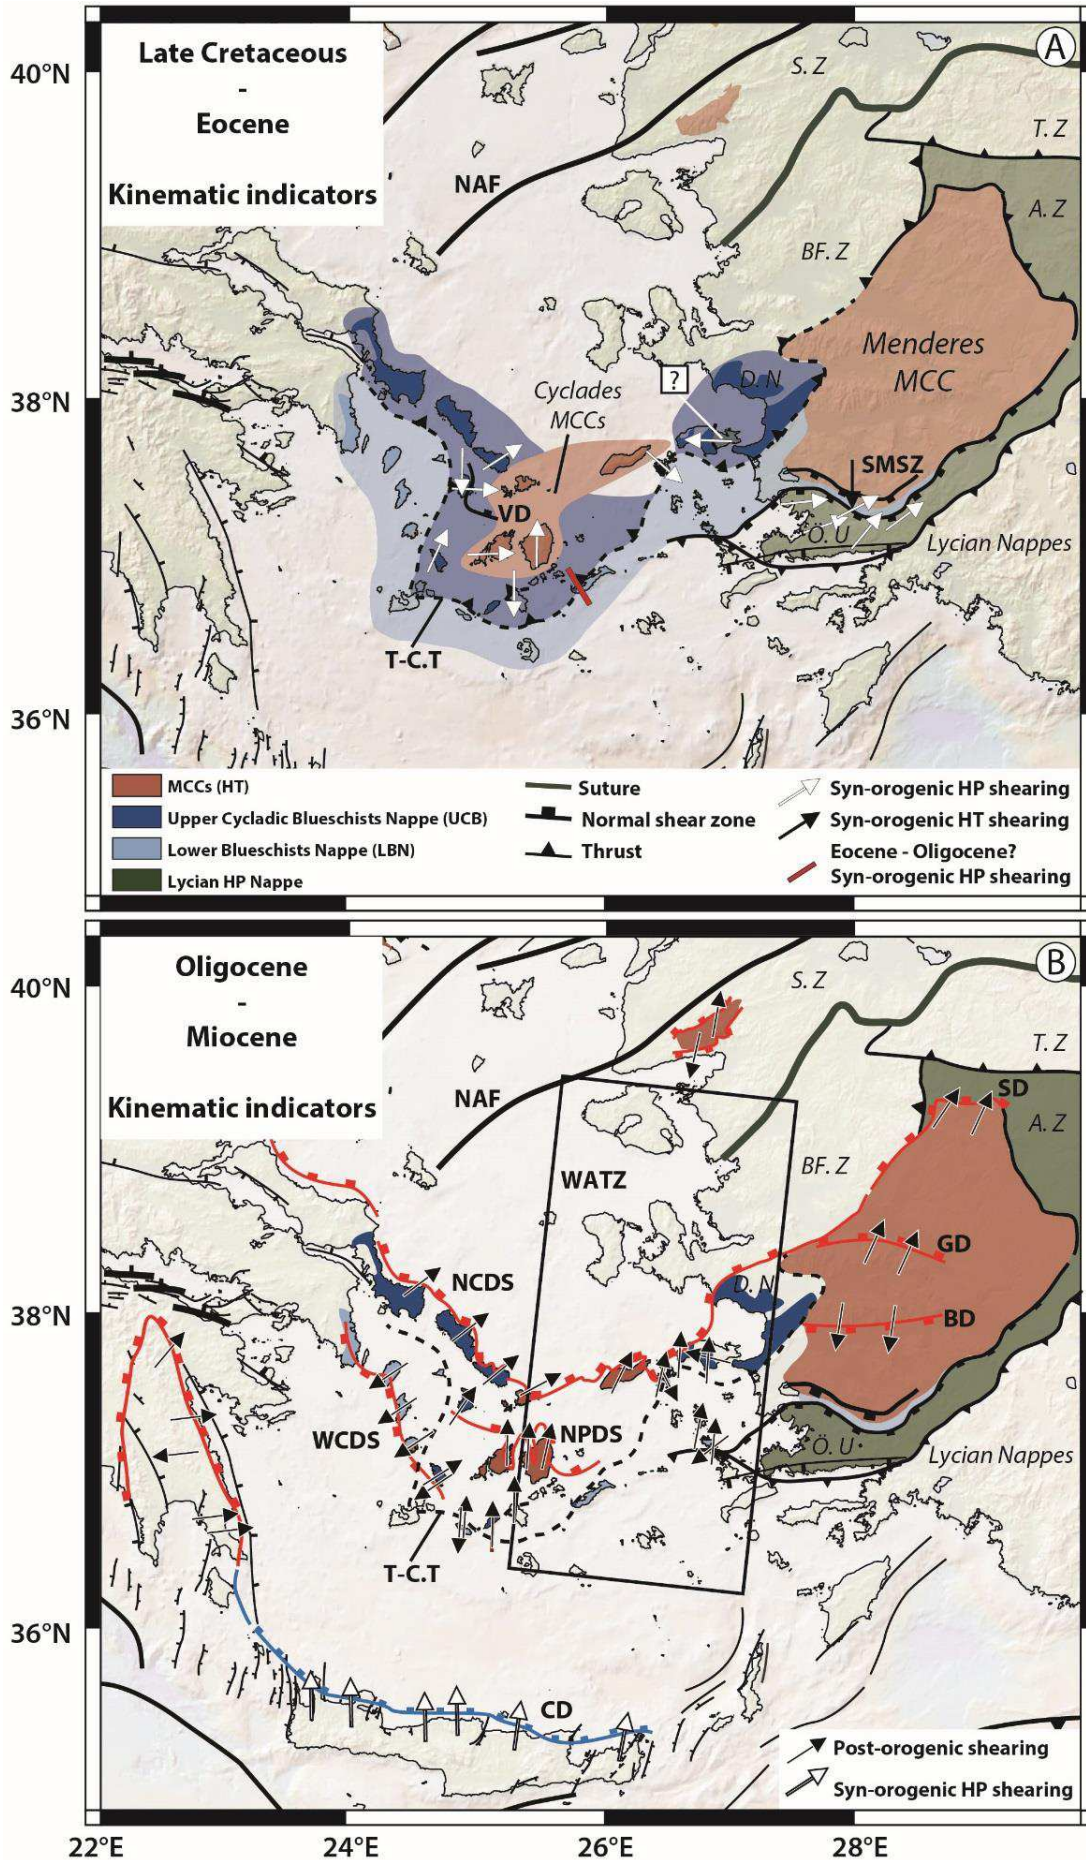 Late Cretaceous
-
Eocene
Kinematic indicators
A
40°N
S. Z
T. Z
NAF
A. Z
BF. Z
Menderes
MCC
38°N
?
D. N
Cyclades
MCCs
SMSZ
VD
Ö. U
Lycian Nappes
T-C.T
36°N
MCCs (HT)
Upper Cycladic Blueschists Nappe (UCB)
Lower Blueschists Nappe (LBN)
Lycian HP Nappe
Suture
Normal shear zone
Thrust
Syn-orogenic HP shearing
Syn-orogenic HT shearing
Eocene - Oligocene?
Syn-orogenic HP shearing
Oligocene
-
Miocene
Kinematic indicators
B
40°N
S. Z
T. Z
NAF
SD
A. Z
WATZ
BF. Z
GD
NCDS
D. N
38°N
BD
WCDS
NPDS
Ö. U
Lycian Nappes
T-C.T
36°N
CD
Post-orogenic shearing
Syn-orogenic HP shearing
22°E
24°E
26°E
28°E